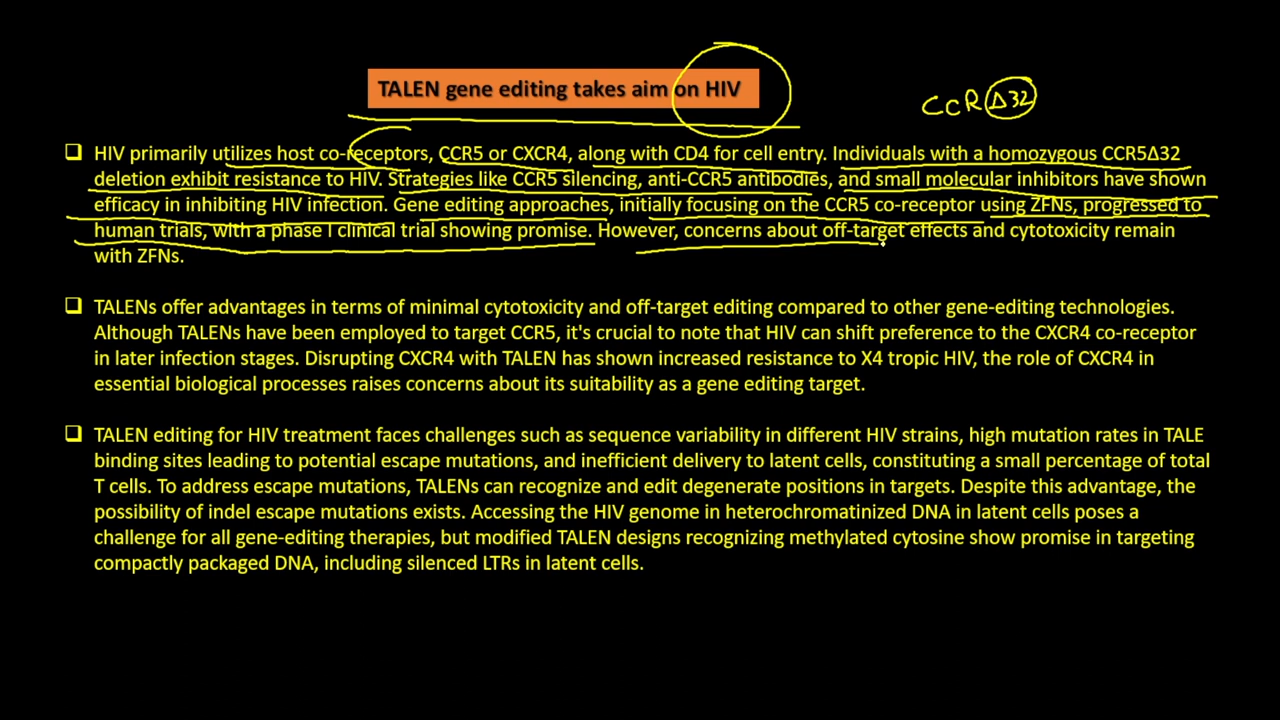 TALEN gene editing takes aim on HIV
CCR Δ32
❑ HIV primarily utilizes host co-receptors, CCR5 or CXCR4, along with CD4 for cell entry. Individuals with a homozygous CCR5Δ32
deletion exhibit resistance to HIV. Strategies like CCR5 silencing, anti-CCR5 antibodies, and small molecular inhibitors have shown
efficacy in inhibiting HIV infection. Gene editing approaches, initially focusing on the CCR5 co-receptor using ZFNs, progressed to
human trials, with a phase I clinical trial showing promise. However, concerns about off-target effects and cytotoxicity remain
with ZFNs.
❑ TALENs offer advantages in terms of minimal cytotoxicity and off-target editing compared to other gene-editing technologies.
Although TALENs have been employed to target CCR5, it's crucial to note that HIV can shift preference to the CXCR4 co-receptor
in later infection stages. Disrupting CXCR4 with TALEN has shown increased resistance to X4 tropic HIV, the role of CXCR4 in
essential biological processes raises concerns about its suitability as a gene editing target.
❑ TALEN editing for HIV treatment faces challenges such as sequence variability in different HIV strains, high mutation rates in TALE
binding sites leading to potential escape mutations, and inefficient delivery to latent cells, constituting a small percentage of total
T cells. To address escape mutations, TALENs can recognize and edit degenerate positions in targets. Despite this advantage, the
possibility of indel escape mutations exists. Accessing the HIV genome in heterochromatinized DNA in latent cells poses a
challenge for all gene-editing therapies, but modified TALEN designs recognizing methylated cytosine show promise in targeting
compactly packaged DNA, including silenced LTRs in latent cells.